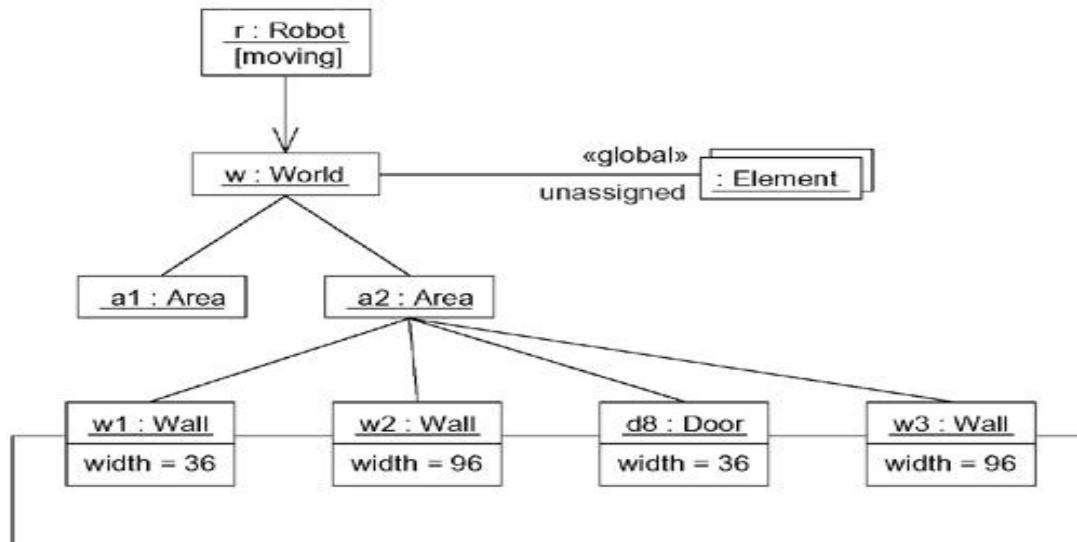 r : Robot
[moving]
«global»
w : World
: Element
unassigned
a1 : Area
a2 : Area
w1 : Wall
w2 : Wall
d8 : Door
w3 : Wall
width = 36
width = 96
width = 36
width = 96